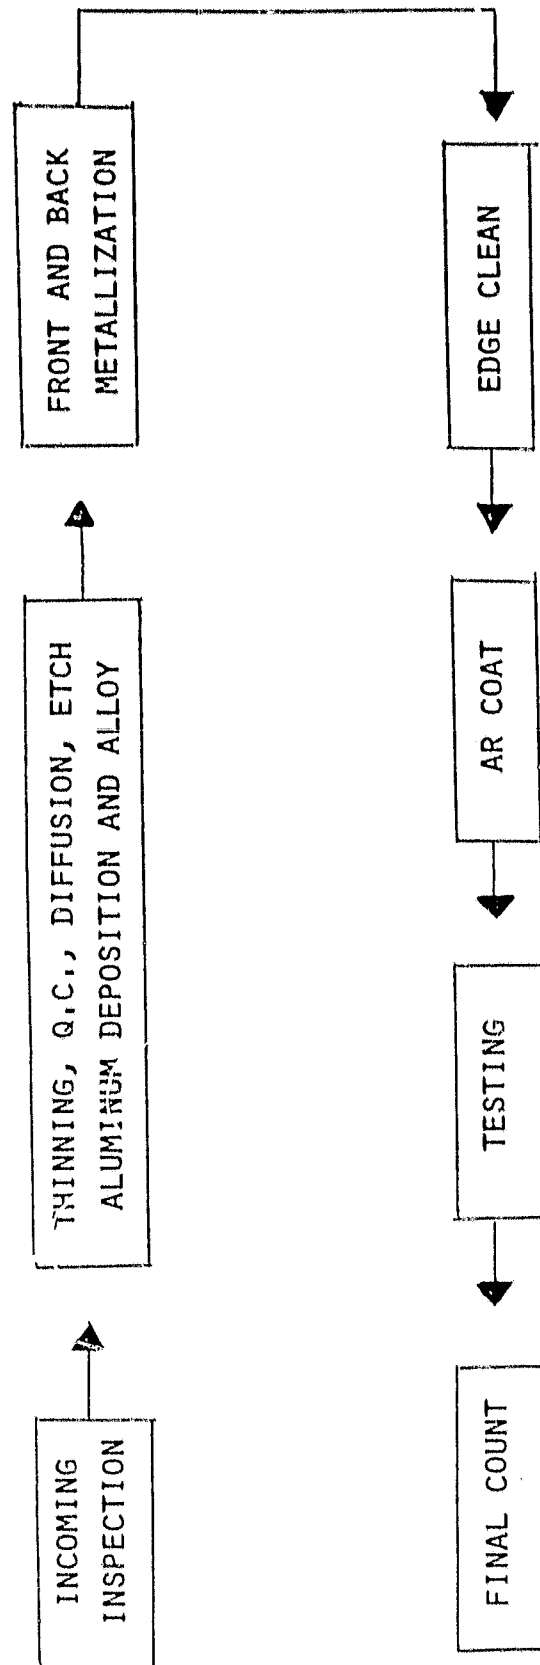 INCOMING
INSPECTION
THINNING, Q.C., DIFFUSION, ETCH
ALUMINUM DEPOSITION AND ALLOY
FRONT AND BACK
METALLIZATION
EDGE CLEAN
AR COAT
TESTING
FINAL COUNT